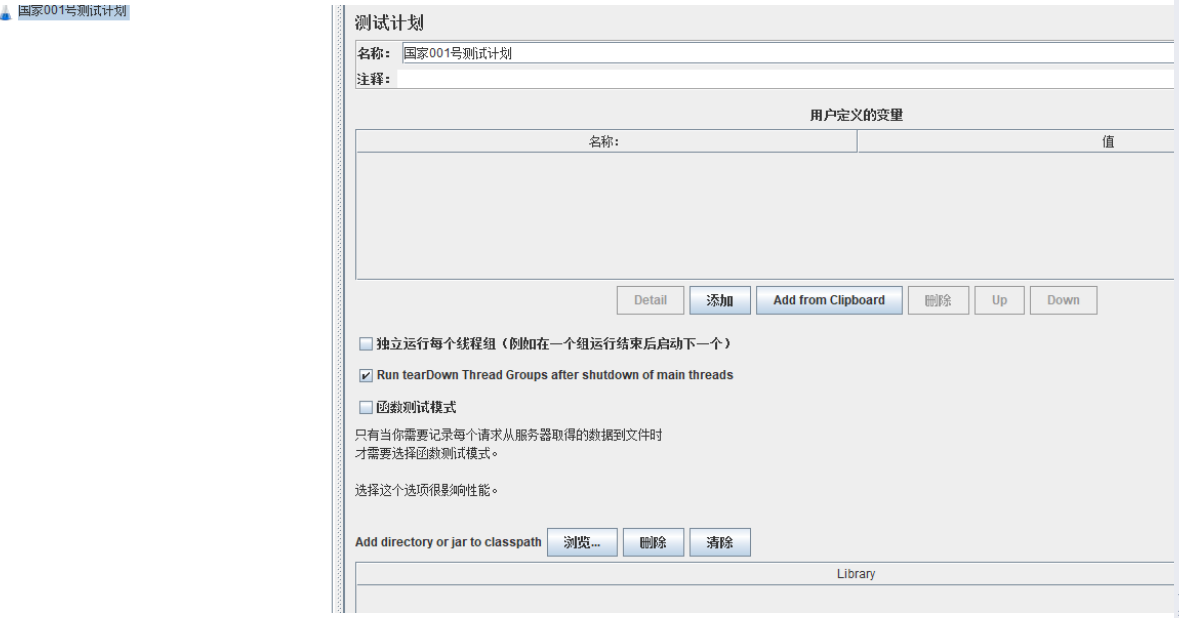 国家001号测试计划
测试计划
名称: 国家001号测试计划
注释:
用户定义的变量
名称: 值
Detail 添加 Add from Clipboard 删除 Up Down
独立运行每个线程组（例如在一个组运行结束后启动下一个）
Run tearDown Thread Groups after shutdown of main threads
函数测试模式
只有当你需要记录每个请求从服务器取得的数据到文件时
才需要选择函数测试模式。
选择这个选项很影响性能。
Add directory or jar to classpath 浏览... 删除 清除
Library